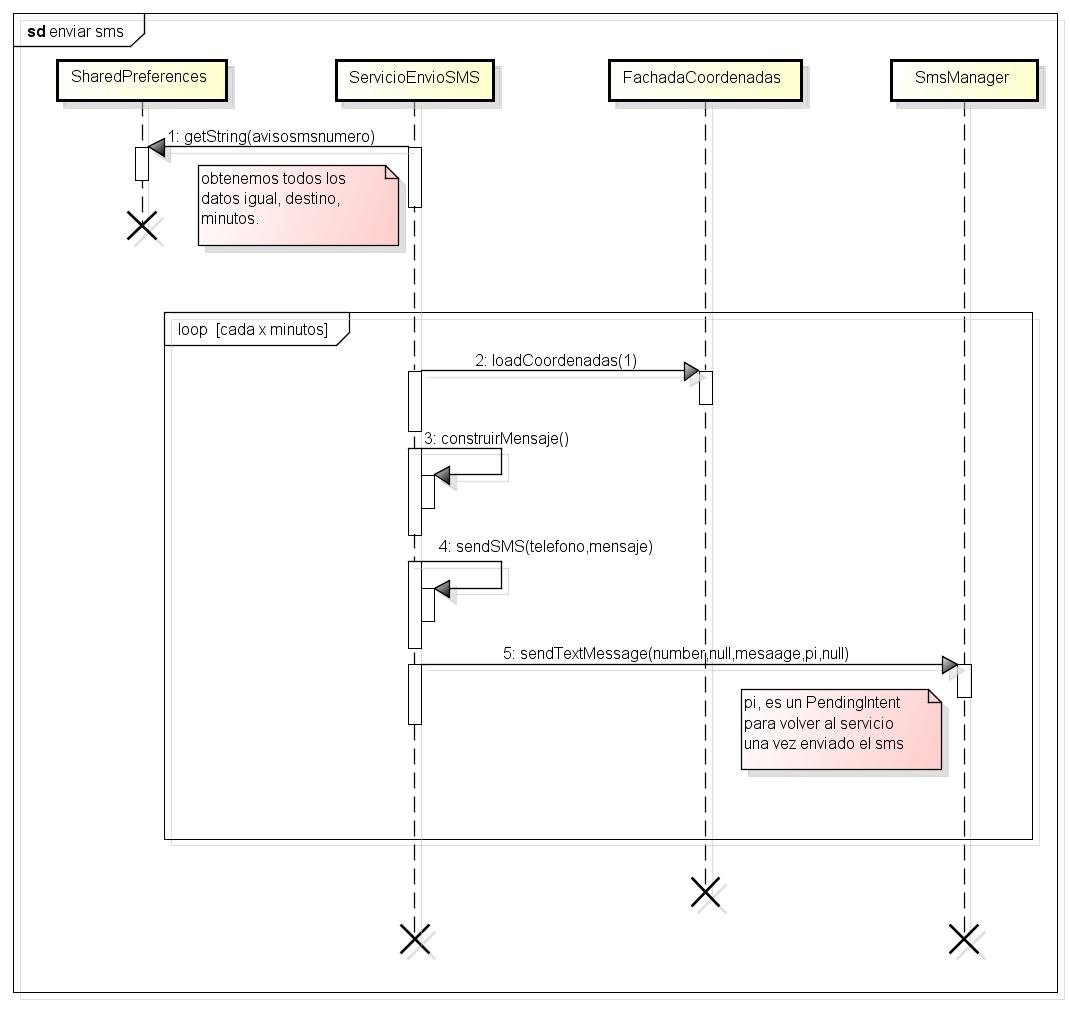 sd enviar sms
SharedPreferences
ServicioEnvioSMS
FachadaCoordenadas
SmsManager
1: getString(avisosmsnumero)
obtenemos todos los
datos igual, destino,
minutos.
loop [cada x minutos]
2: loadCoordenadas(1)
3: construirMensaje()
4: sendSMS(telefono,mensaje)
5: sendTextMessage(number,null,mesaage,pi,null)
pi, es un PendingIntent
para volver al servicio
una vez enviado el sms